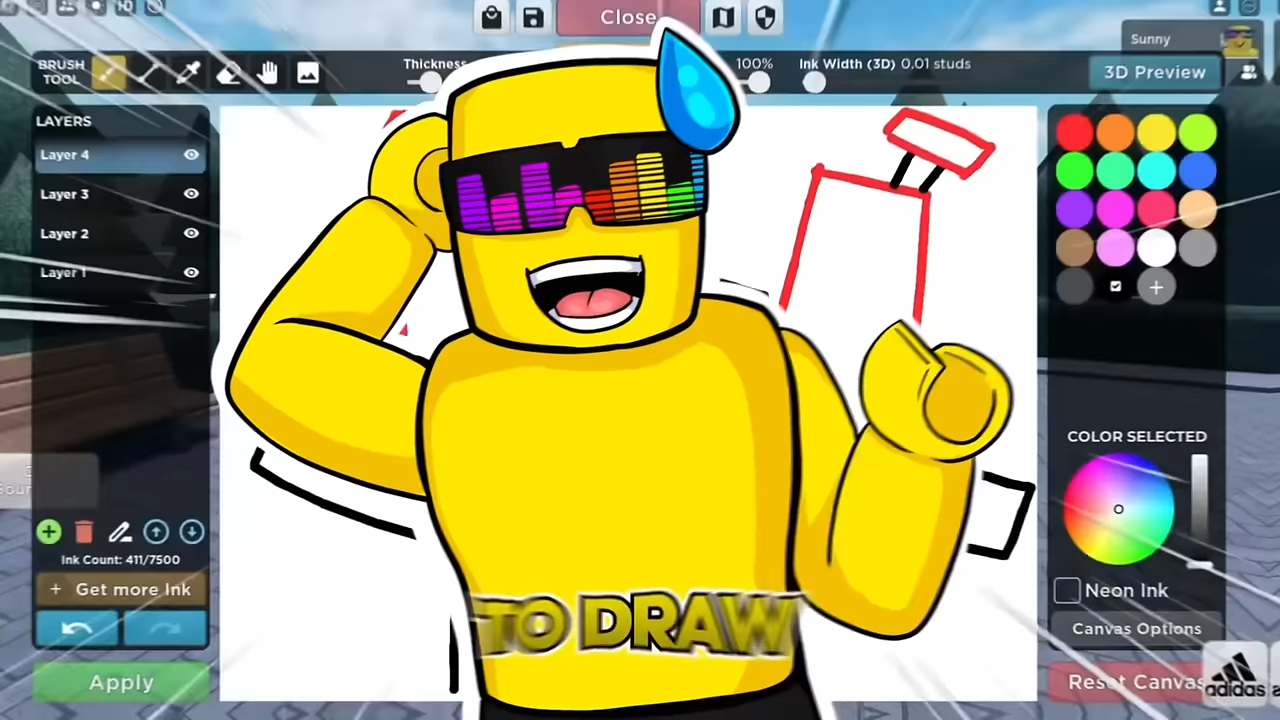 Close
Sunny
BRUSH
TOOL
Thickness
100%
Ink Width (3D) 0.01 studs
3D Preview
LAYERS
Layer 4
Layer 3
Layer 2
Layer 1
Ink Count: 411/7500
+ Get more Ink
Apply
COLOR SELECTED
Neon Ink
Canvas Options
Reset Canvas
adidas
TO DRAW